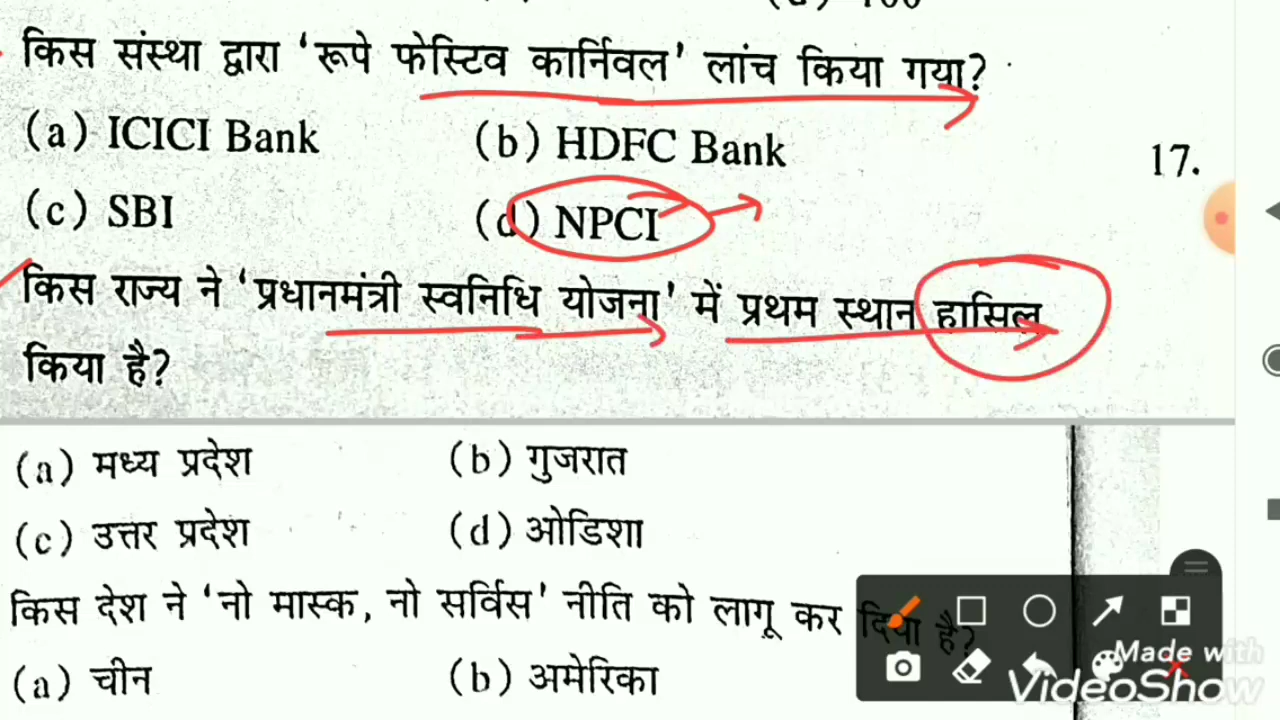 किस संस्था द्वारा 'रूपे फेस्टिव कार्निवल' लांच किया गया?
(a) ICICI Bank (b) HDFC Bank
17.
(c) SBI (d) NPCI
किस राज्य ने 'प्रधानमंत्री स्वनिधि योजना' में प्रथम स्थान हासिल
किया है?
(a) मध्य प्रदेश (b) गुजरात
(c) उत्तर प्रदेश (d) ओडिशा
किस देश ने 'नो मास्क, नो सर्विस' नीति को लागू कर दिया है?
(a) चीन (b) अमेरिका
Made with
VideoShow